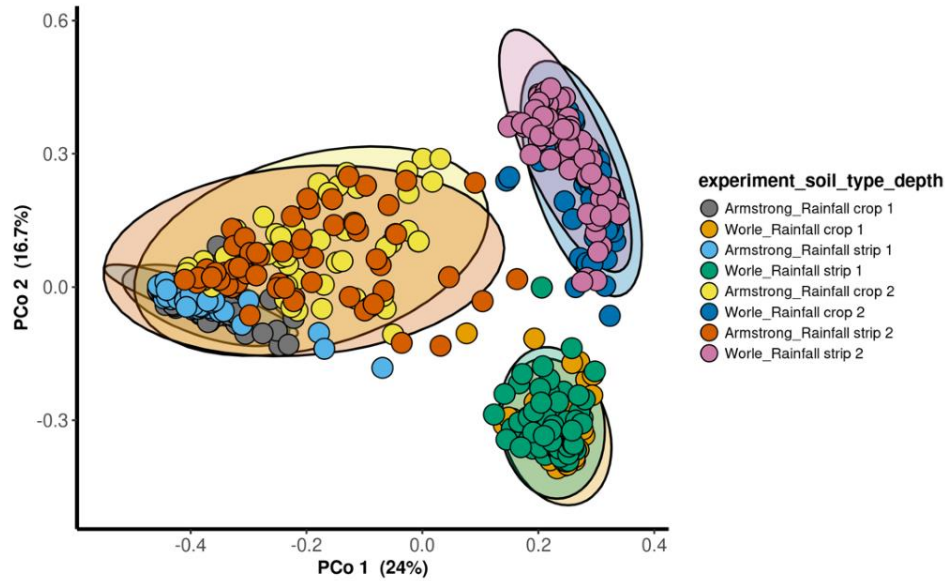 0.6
0.3
0.0
-0.3
PCo 2 (16.7%)
-0.4
-0.2
0.0
0.2
0.4
PCo 1 (24%)
experiment_soil_type_depth
Armstrong_Rainfall crop 1
Worle_Rainfall crop 1
Armstrong_Rainfall strip 1
Worle_Rainfall strip 1
Armstrong_Rainfall crop 2
Worle_Rainfall crop 2
Armstrong_Rainfall strip 2
Worle_Rainfall strip 2